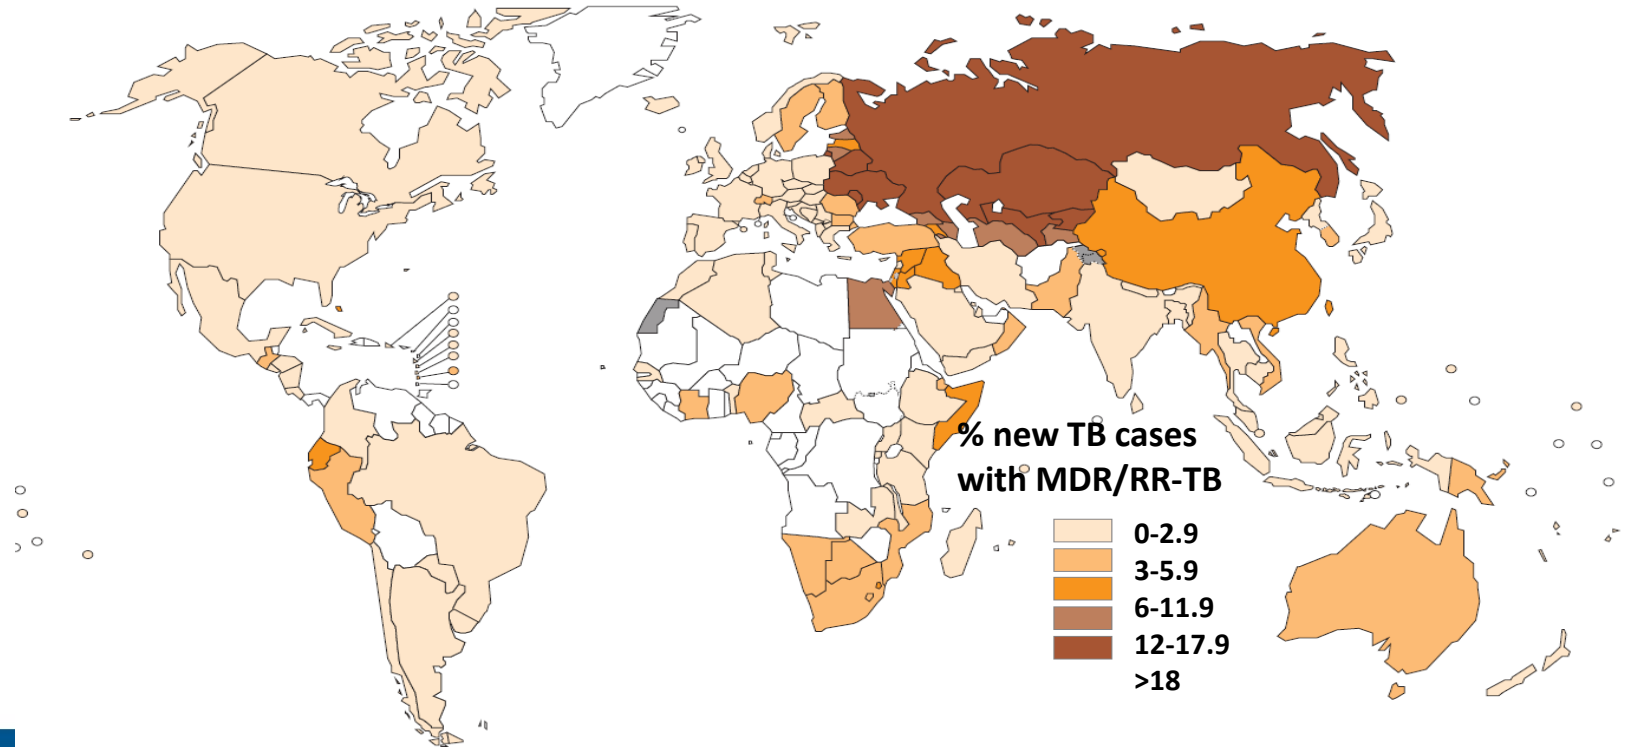 % new TB cases
with MDR/RR-TB
0-2.9
3-5.9
6-11.9
12-17.9
>18